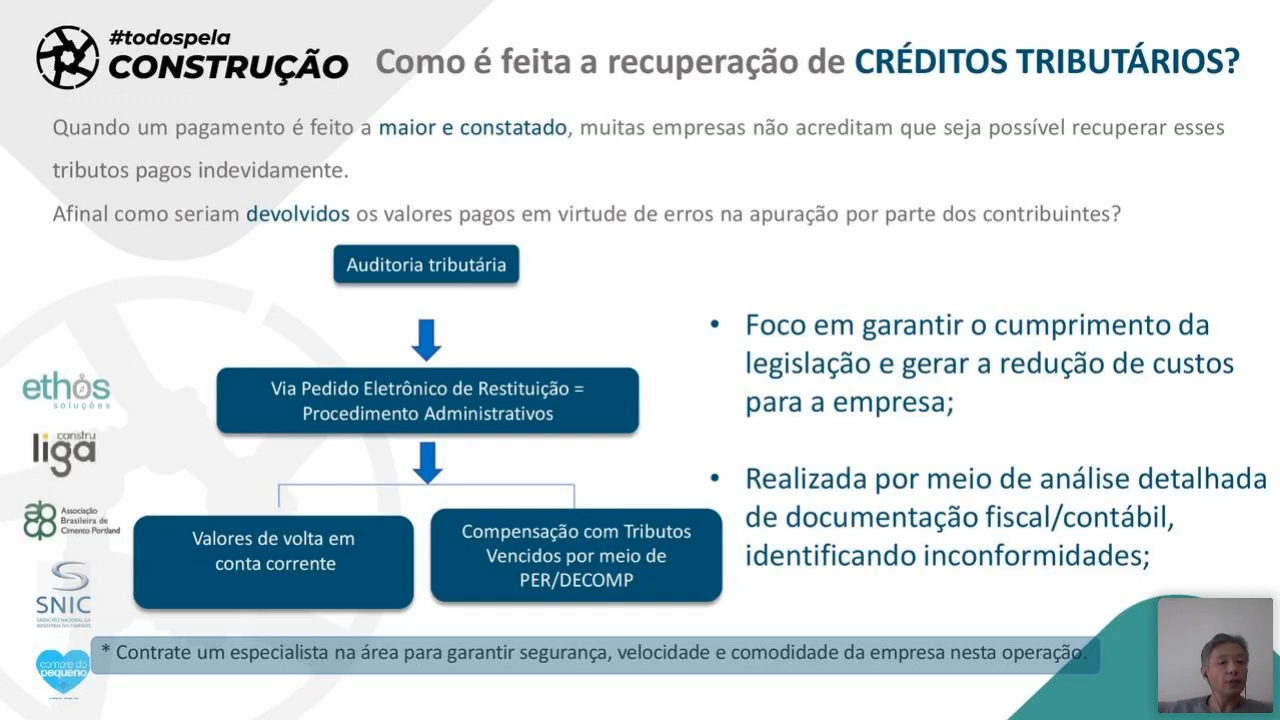 #todospela
CONSTRUÇÃO
Como é feita a recuperação de CRÉDITOS TRIBUTÁRIOS?
Quando um pagamento é feito a maior e constatado, muitas empresas não acreditam que seja possível recuperar esses
tributos pagos indevidamente.
Afinal como seriam devolvidos os valores pagos em virtude de erros na apuração por parte dos contribuintes?
Auditoria tributária
Via Pedido Eletrônico de Restituição =
Procedimento Administrativos
Valores de volta em
conta corrente
Compensação com Tributos
Vencidos por meio de
PER/DECOMP
• Foco em garantir o cumprimento da
legislação e gerar a redução de custos
para a empresa;
• Realizada por meio de análise detalhada
de documentação fiscal/contábil,
identificando inconformidades;
ethos
soluções
constru
liga
Associação
Brasileira de
Cimento Portland
SNIC
SINDICATO NACIONAL DA
INDÚSTRIA DO CIMENTO
compre do
pequeno
* Contrate um especialista na área para garantir segurança, velocidade e comodidade da empresa nesta operação.